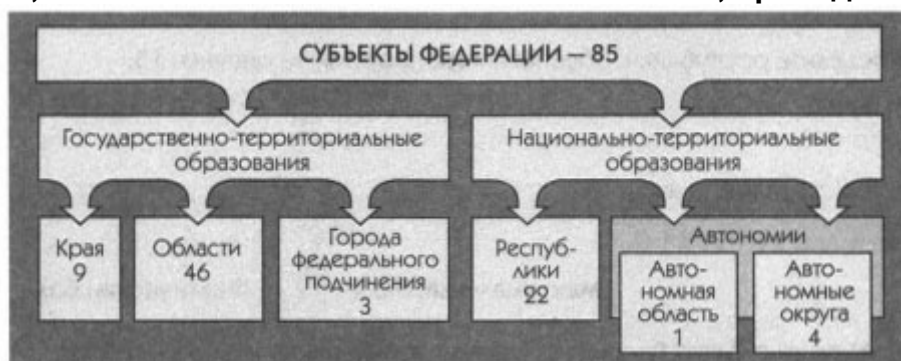 СУБЪЕКТЫ ФЕДЕРАЦИИ — 85
Государственно-территориальные
образования
Национально-территориальные
образования
Края
9
Области
46
Города
федерального
подчинения
3
Респуб-
лики
22
Автономии
Авто-
номная
область
1
Авто-
номные
округа
4